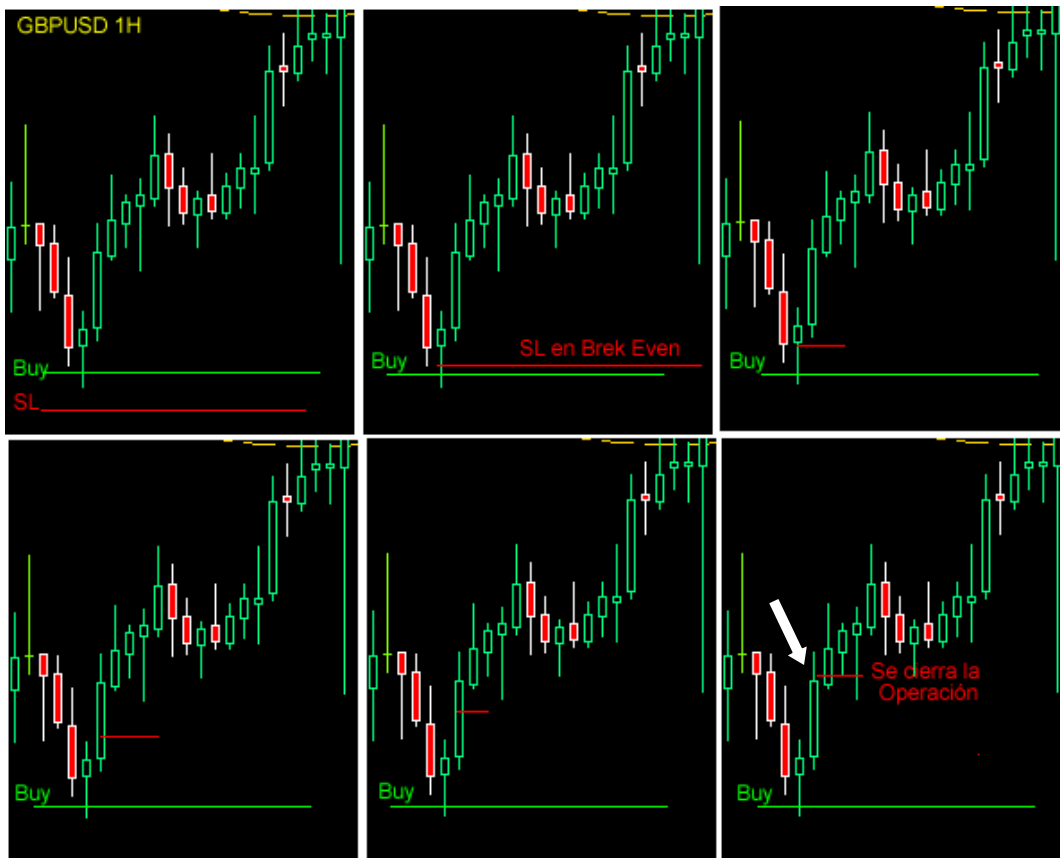 GBPUSD 1H
Buy
SL
SL en Brek Even
Buy
Buy
Buy
Buy
Se cierra la
Operación
Buy